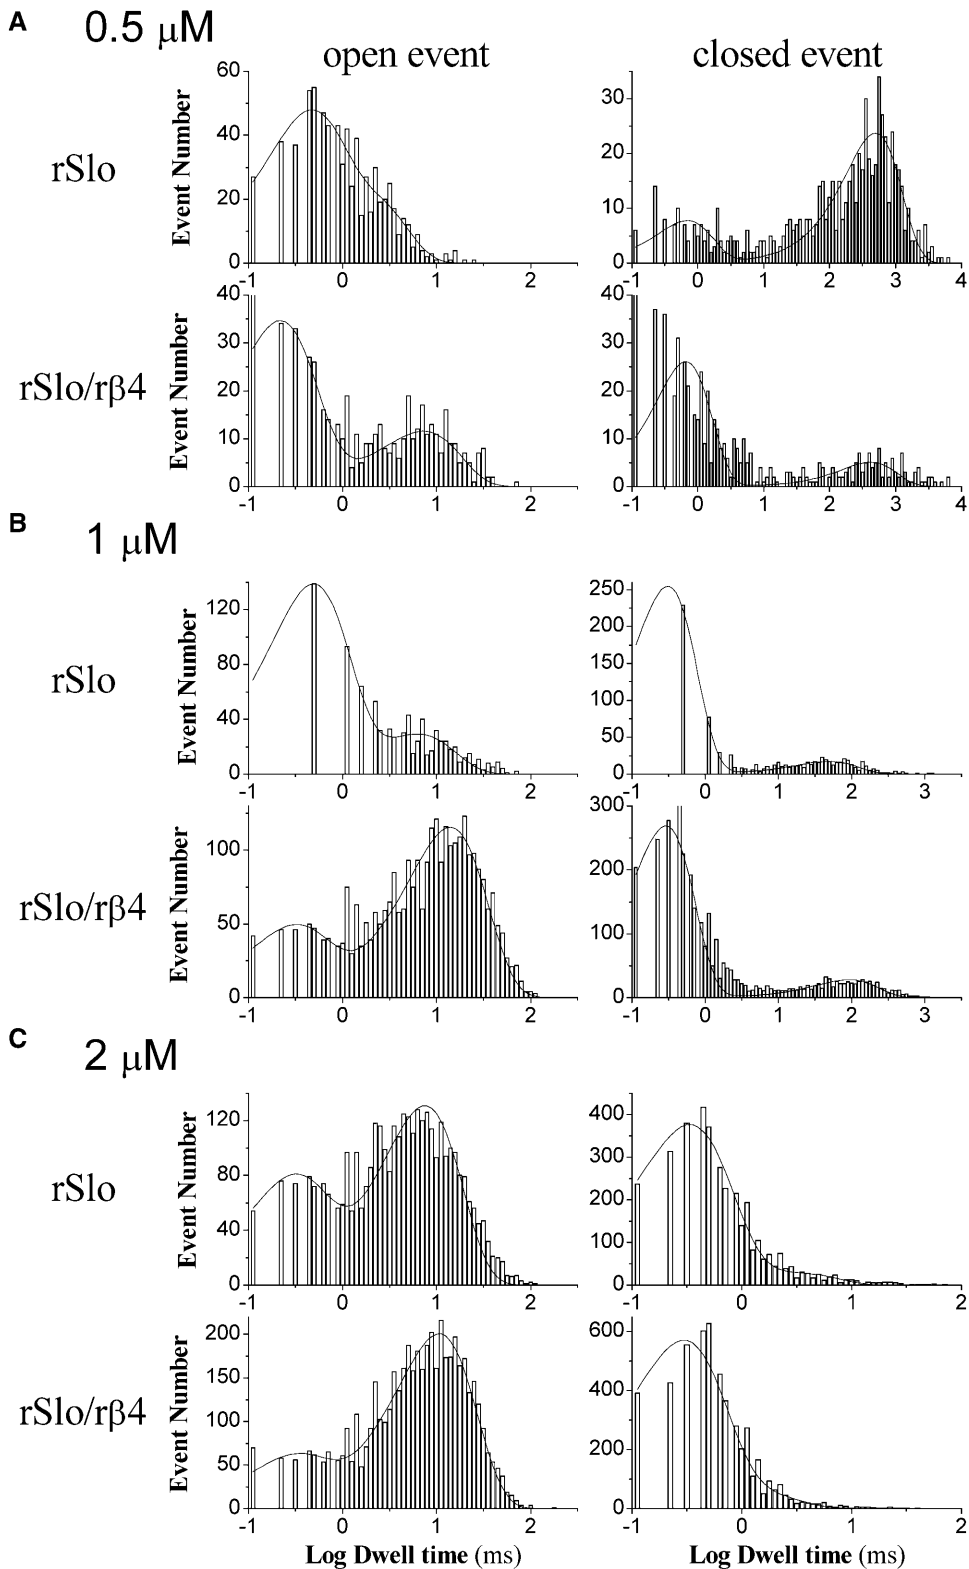 A 0.5 μM
open event closed event
rSlo
Event Number
60
40
20
0
-1 0 1 2
30
20
10
0
-1 0 1 2 3 4
rSlo/rβ4
Event Number
40
30
20
10
0
-1 0 1 2
40
30
20
10
0
-1 0 1 2 3 4
B 1 μM
rSlo
Event Number
120
80
40
0
-1 0 1 2
250
200
150
100
50
0
-1 0 1 2 3
rSlo/rβ4
Event Number
100
50
0
-1 0 1 2
300
200
100
0
-1 0 1 2 3
C 2 μM
rSlo
Event Number
120
80
40
0
-1 0 1 2
400
300
200
100
0
-1 0 1 2
rSlo/rβ4
Event Number
200
150
100
50
0
-1 0 1 2
600
400
200
0
-1 0 1 2
Log Dwell time (ms) Log Dwell time (ms)